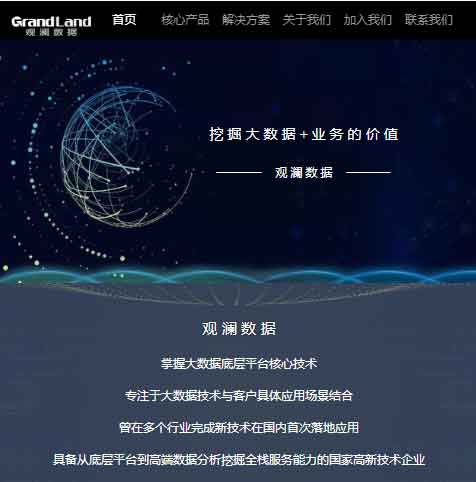 GrandLand
观澜数据
首页 核心产品 解决方案 关于我们 加入我们 联系我们
挖掘大数据+业务的价值
观澜数据
观澜数据
掌握大数据底层平台核心技术
专注于大数据技术与客户具体应用场景结合
曾在多个行业完成新技术在国内首次落地应用
具备从底层平台到高端数据分析挖掘全栈服务能力的国家高新技术企业